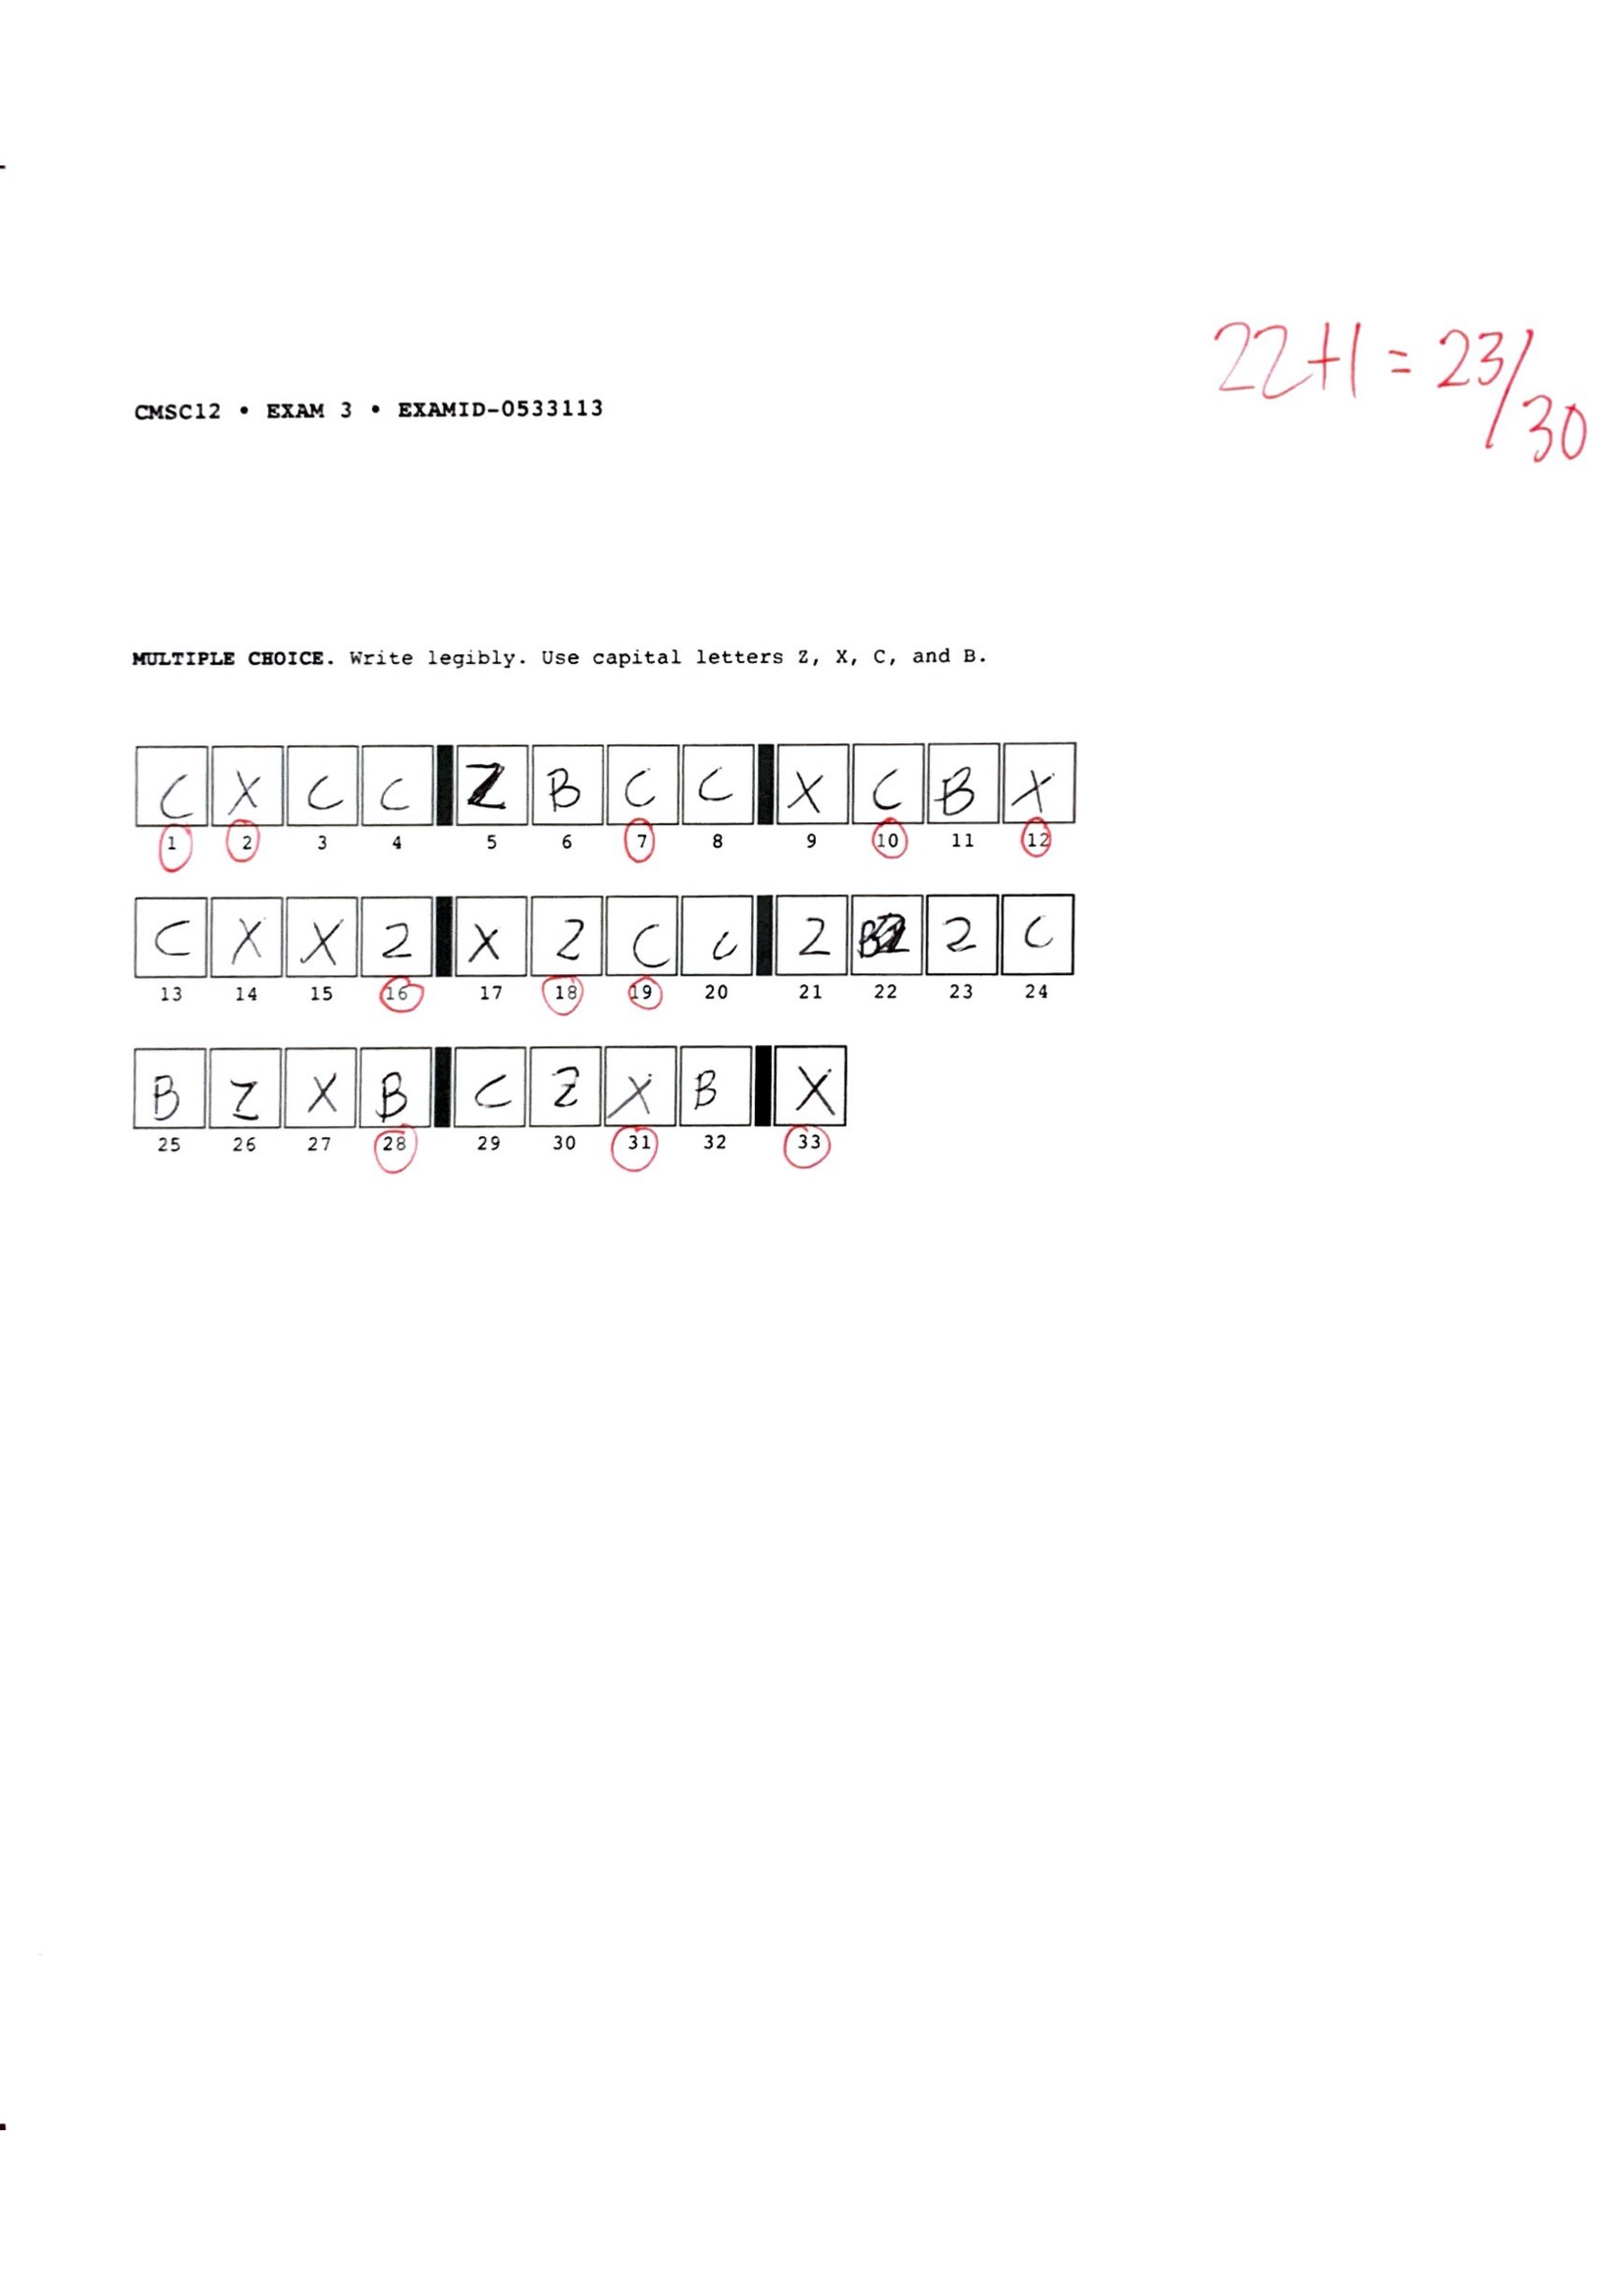 22+1 = 23/30
CMSC12 • EXAM 3 • EXAMID-0533113
MULTIPLE CHOICE. Write legibly. Use capital letters Z, X, C, and B.
C X C C Z B C C X C B X
1 2 3 4 5 6 7 8 9 10 11 12
C X X Z X Z C C Z Z C
13 14 15 16 17 18 19 20 21 22 23 24
B Z X B C Z X B X
25 26 27 28 29 30 31 32 33